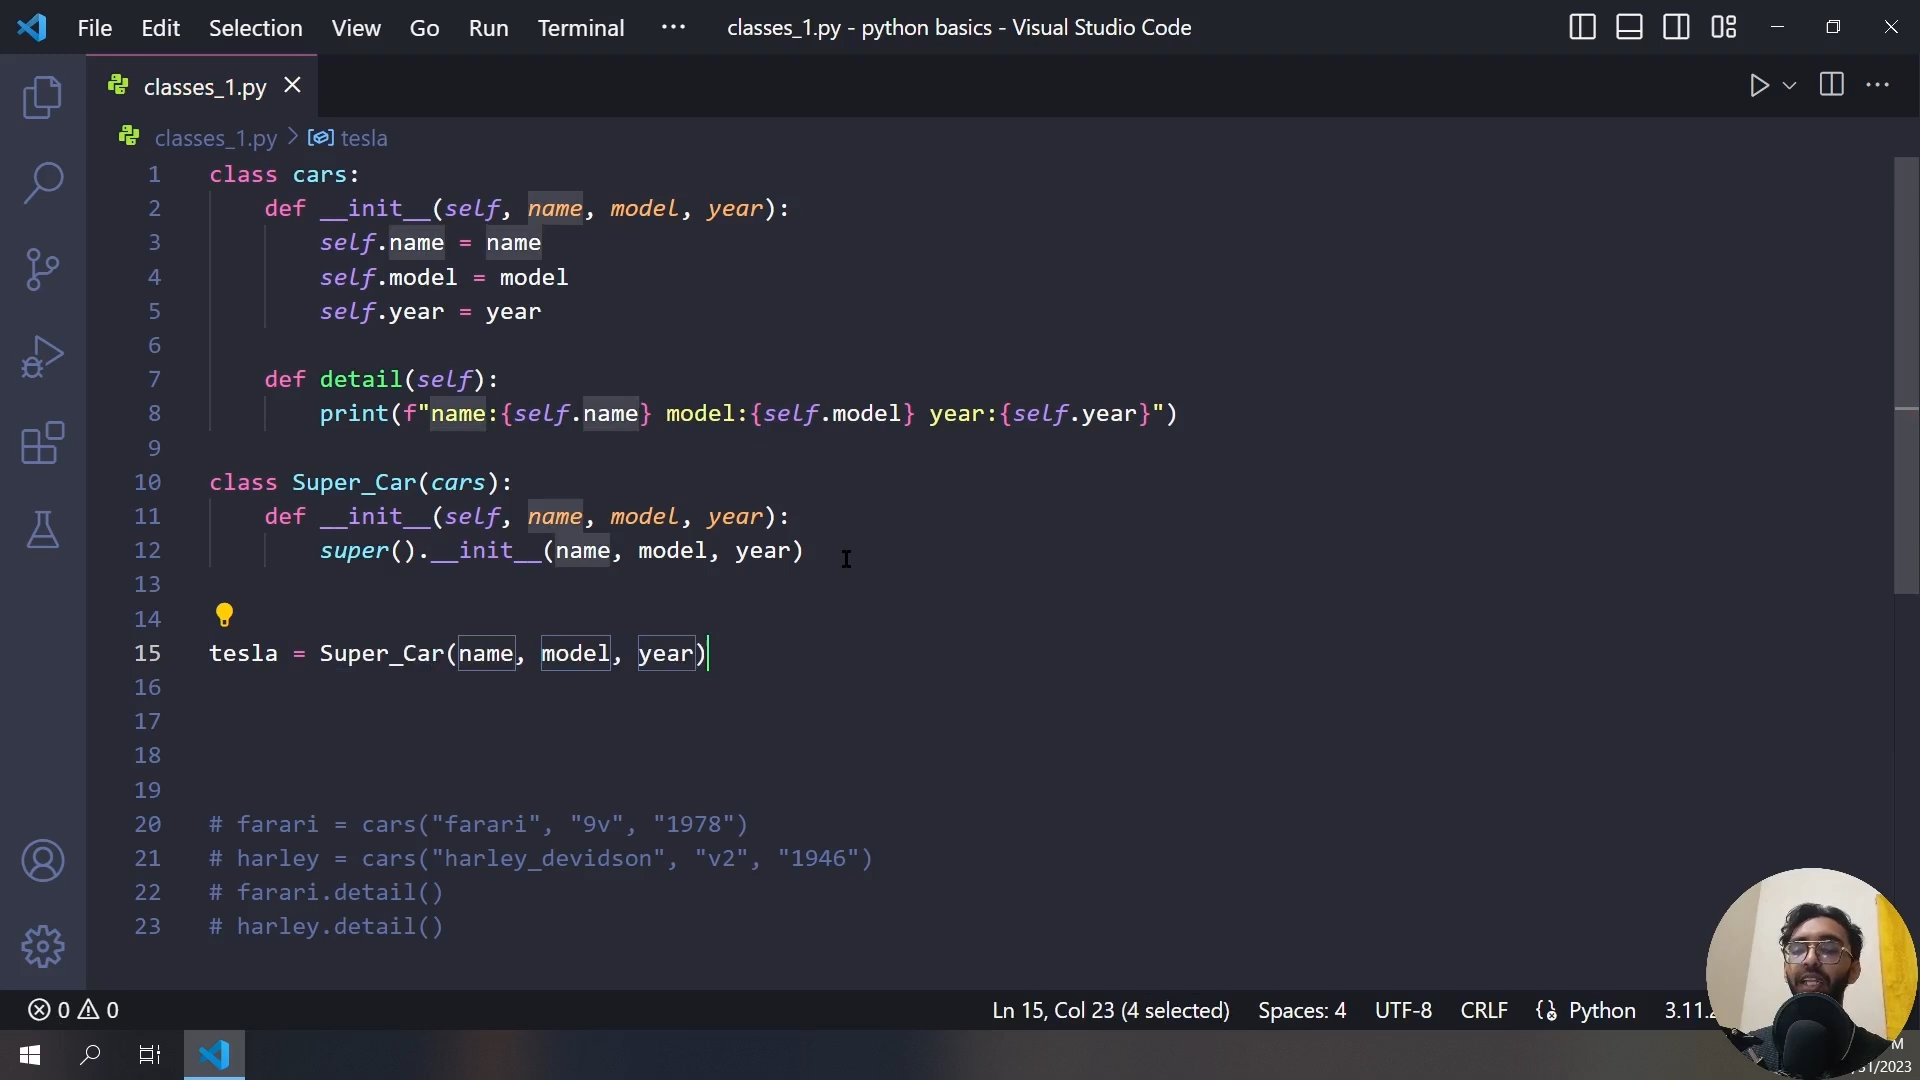 File Edit Selection View Go Run Terminal ··· classes_1.py - python basics - Visual Studio Code
classes_1.py
classes_1.py > tesla
1 class cars:
2     def __init__(self, name, model, year):
3         self.name = name
4         self.model = model
5         self.year = year
6
7     def detail(self):
8         print(f"name:{self.name} model:{self.model} year:{self.year}")
9
10 class Super_Car(cars):
11     def __init__(self, name, model, year):
12         super().__init__(name, model, year)
13
14
15 tesla = Super_Car(name, model, year)
16
17
18
19
20 # farari = cars("farari", "9v", "1978")
21 # harley = cars("harley_devidson", "v2", "1946")
22 # farari.detail()
23 # harley.detail()
0 0 Ln 15, Col 23 (4 selected) Spaces: 4 UTF-8 CRLF Python